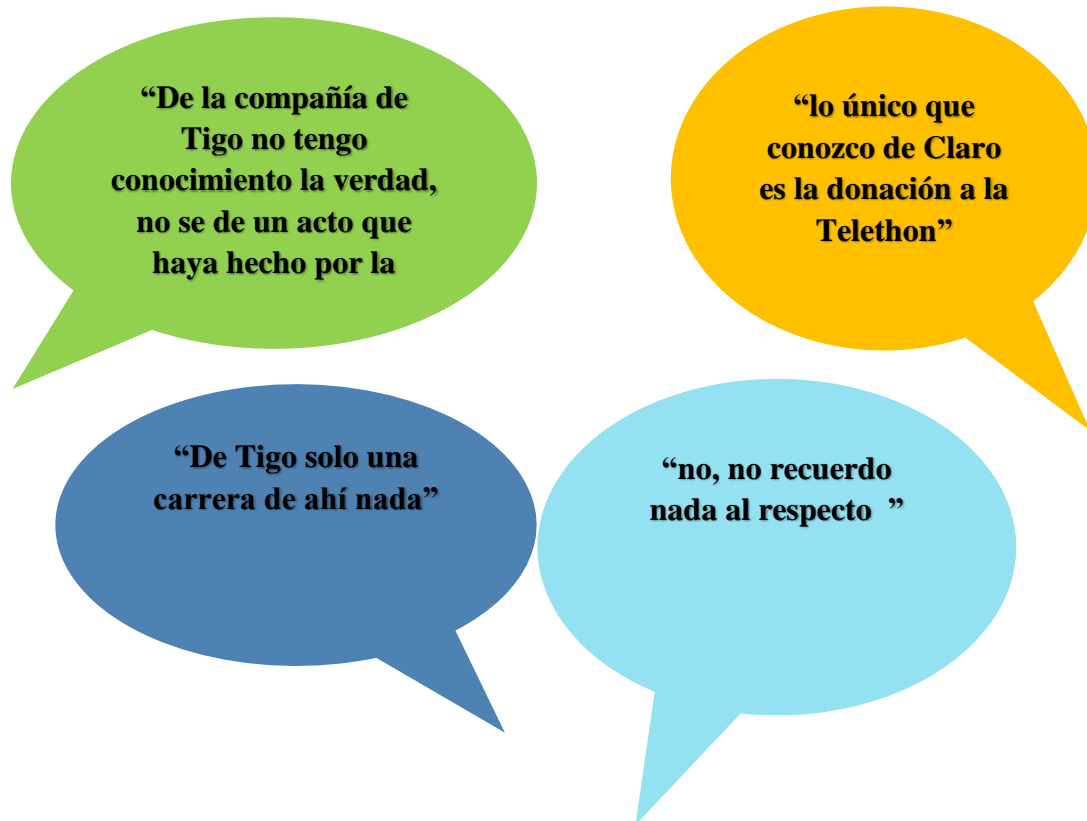 “De la compañía de
Tigo no tengo
conocimiento la verdad,
no se de un acto que
haya hecho por la
“lo único que
conozco de Claro
es la donación a la
Telethon”
“De Tigo solo una
carrera de ahí nada”
“no, no recuerdo
nada al respecto ”